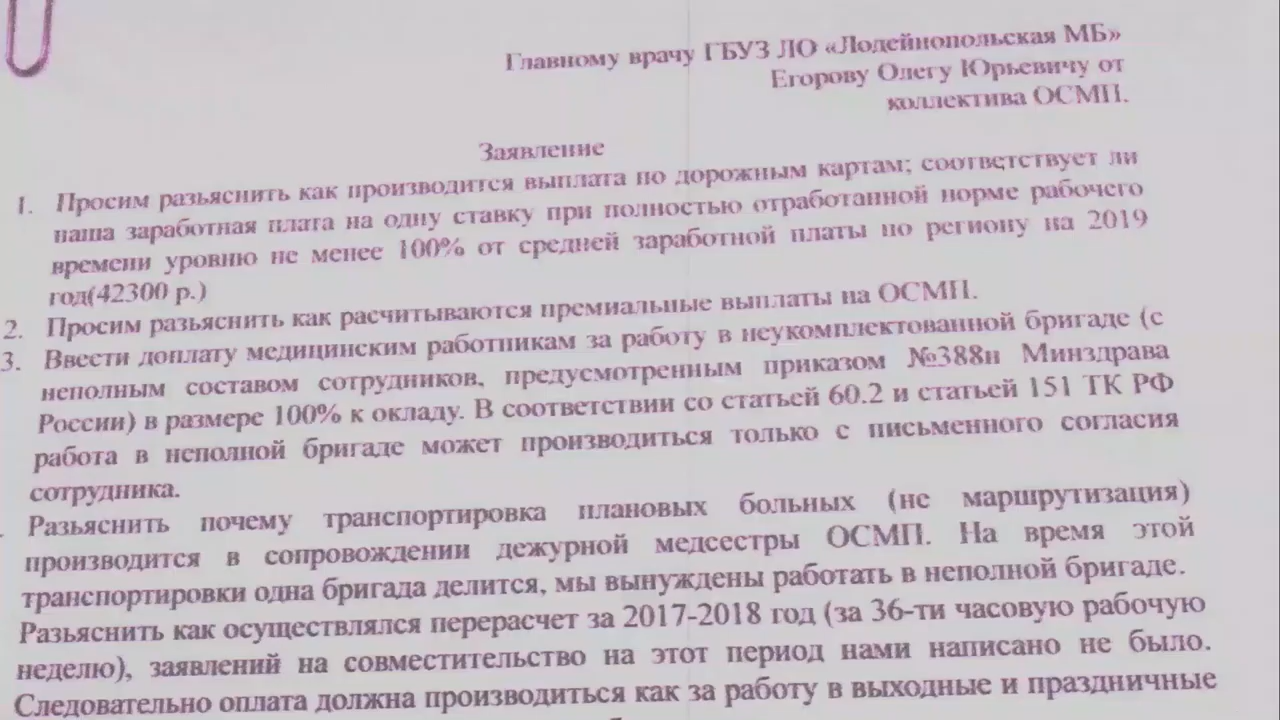 Главному врачу ГБУЗ ЛО «Лодейнопольская МБ»
Егорову Олегу Юрьевичу от
коллектива ОСМП.
Заявление
1. Просим разьяснить как производится выплата по дорожным картам; соответствует ли
наша заработная плата на одну ставку при полностью отработанной норме рабочего
времени уровню не менее 100% от средней заработной платы по региону на 2019
год(42300 р.)
2. Просим разьяснить как расчитываются премиальные выплаты на ОСМП.
3. Ввести доплату медицинским работникам за работу в неукомплектованной бригаде (с
неполным составом сотрудников, предусмотренным приказом №388н Минздрава
России) в размере 100% к окладу. В соответствии со статьей 60.2 и статьей 151 ТК РФ
работа в неполной бригаде может производиться только с письменного согласия
сотрудника.
Разьяснить почему транспортировка плановых больных (не маршрутизация)
производится в сопровождении дежурной медсестры ОСМП. На время этой
транспортировки одна бригада делится, мы вынуждены работать в неполной бригаде.
Разьяснить как осуществлялся перерасчет за 2017-2018 год (за 36-ти часовую рабочую
неделю), заявлений на совместительство на этот период нами написано не было.
Следовательно оплата должна производиться как за работу в выходные и праздничные